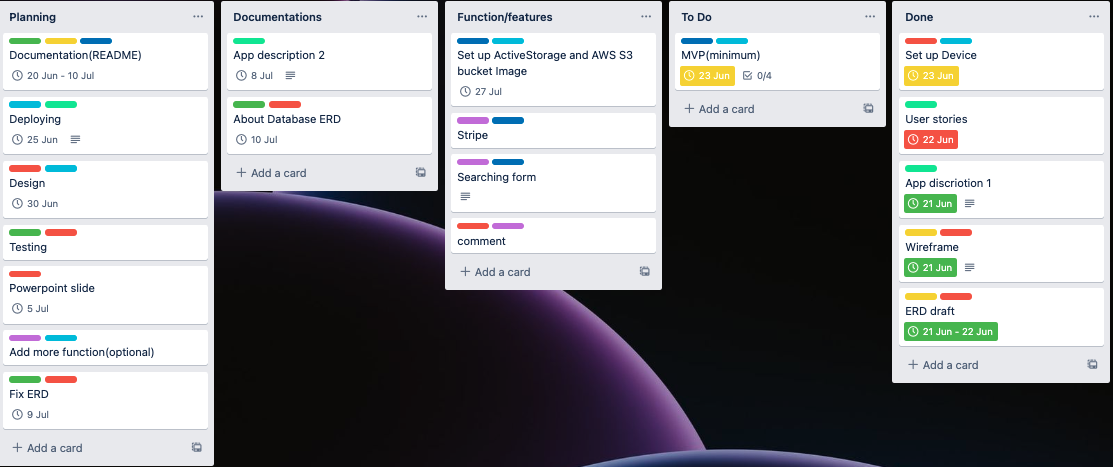 Planning
Documentation(README)
20 Jun - 10 Jul
Deploying
25 Jun
Design
30 Jun
Testing
Powerpoint slide
5 Jul
Add more function(optional)
Fix ERD
9 Jul
+ Add a card
Documentations
App description 2
8 Jul
About Database ERD
10 Jul
+ Add a card
Function/features
Set up ActiveStorage and AWS S3
bucket Image
27 Jul
Stripe
Searching form
comment
+ Add a card
To Do
MVP(minimum)
23 Jun 0/4
+ Add a card
Done
Set up Device
23 Jun
User stories
22 Jun
App discriotion 1
21 Jun
Wireframe
21 Jun
ERD draft
21 Jun - 22 Jun
+ Add a card